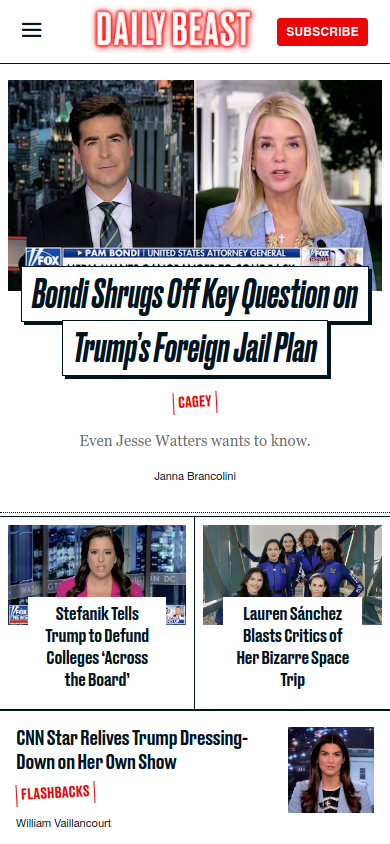 DAILY BEAST
SUBSCRIBE
FOX
PAM BONDI | UNITED STATES ATTORNEY GENERAL
Bondi Shrugs Off Key Question on
Trump's Foreign Jail Plan
CAGEY
Even Jesse Watters wants to know.
Janna Brancolini
FOX
NEWS
Stefanik Tells
Trump to Defund
Colleges ‘Across
the Board’
Lauren Sánchez
Blasts Critics of
Her Bizarre Space
Trip
CNN Star Relives Trump Dressing-
Down on Her Own Show
FLASHBACKS
William Vaillancourt